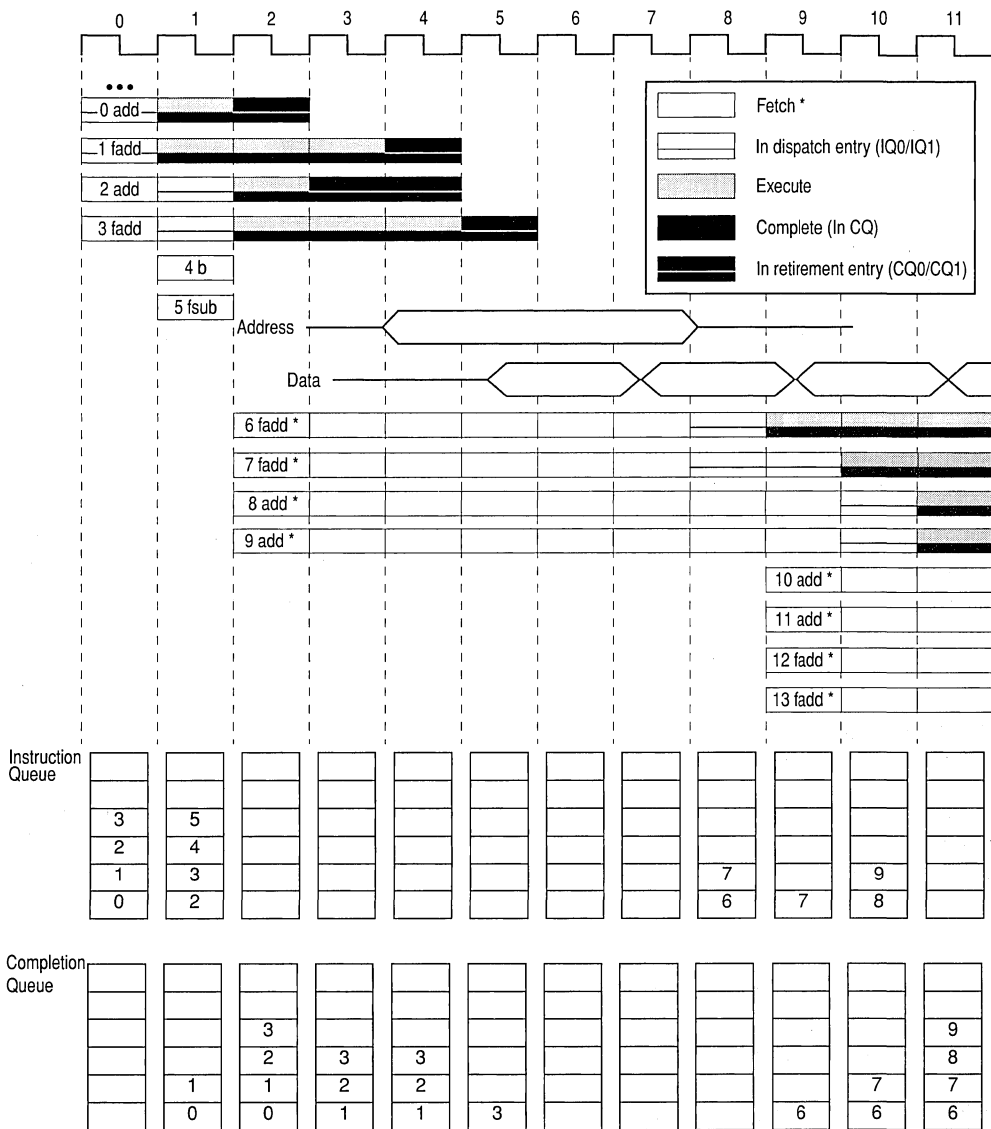 0 1 2 3 4 5 6 7 8 9 10 11
•••
0 add
1 fadd
2 add
3 fadd
4 b
5 fsub
Fetch *
In dispatch entry (IQ0/IQ1)
Execute
Complete (In CQ)
In retirement entry (CQ0/CQ1)
Address
Data
6 fadd *
7 fadd *
8 add *
9 add *
10 add *
11 add *
12 fadd *
13 fadd *
Instruction
Queue
3 5
2 4
1 3 7 9
0 2 6 7 8
Completion
Queue
3 9
2 3 3 8
1 1 2 2 7 7
0 0 1 1 3 6 6 6